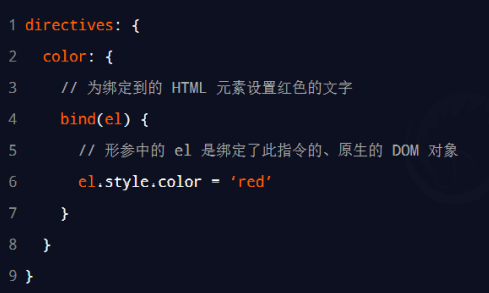 1 directives: {
2 color: {
3 // 为绑定到的 HTML 元素设置红色的文字
4 bind(el) {
5 // 形参中的 el 是绑定了此指令的、原生的 DOM 对象
6 el.style.color = ‘red’
7 }
8 }
9 }